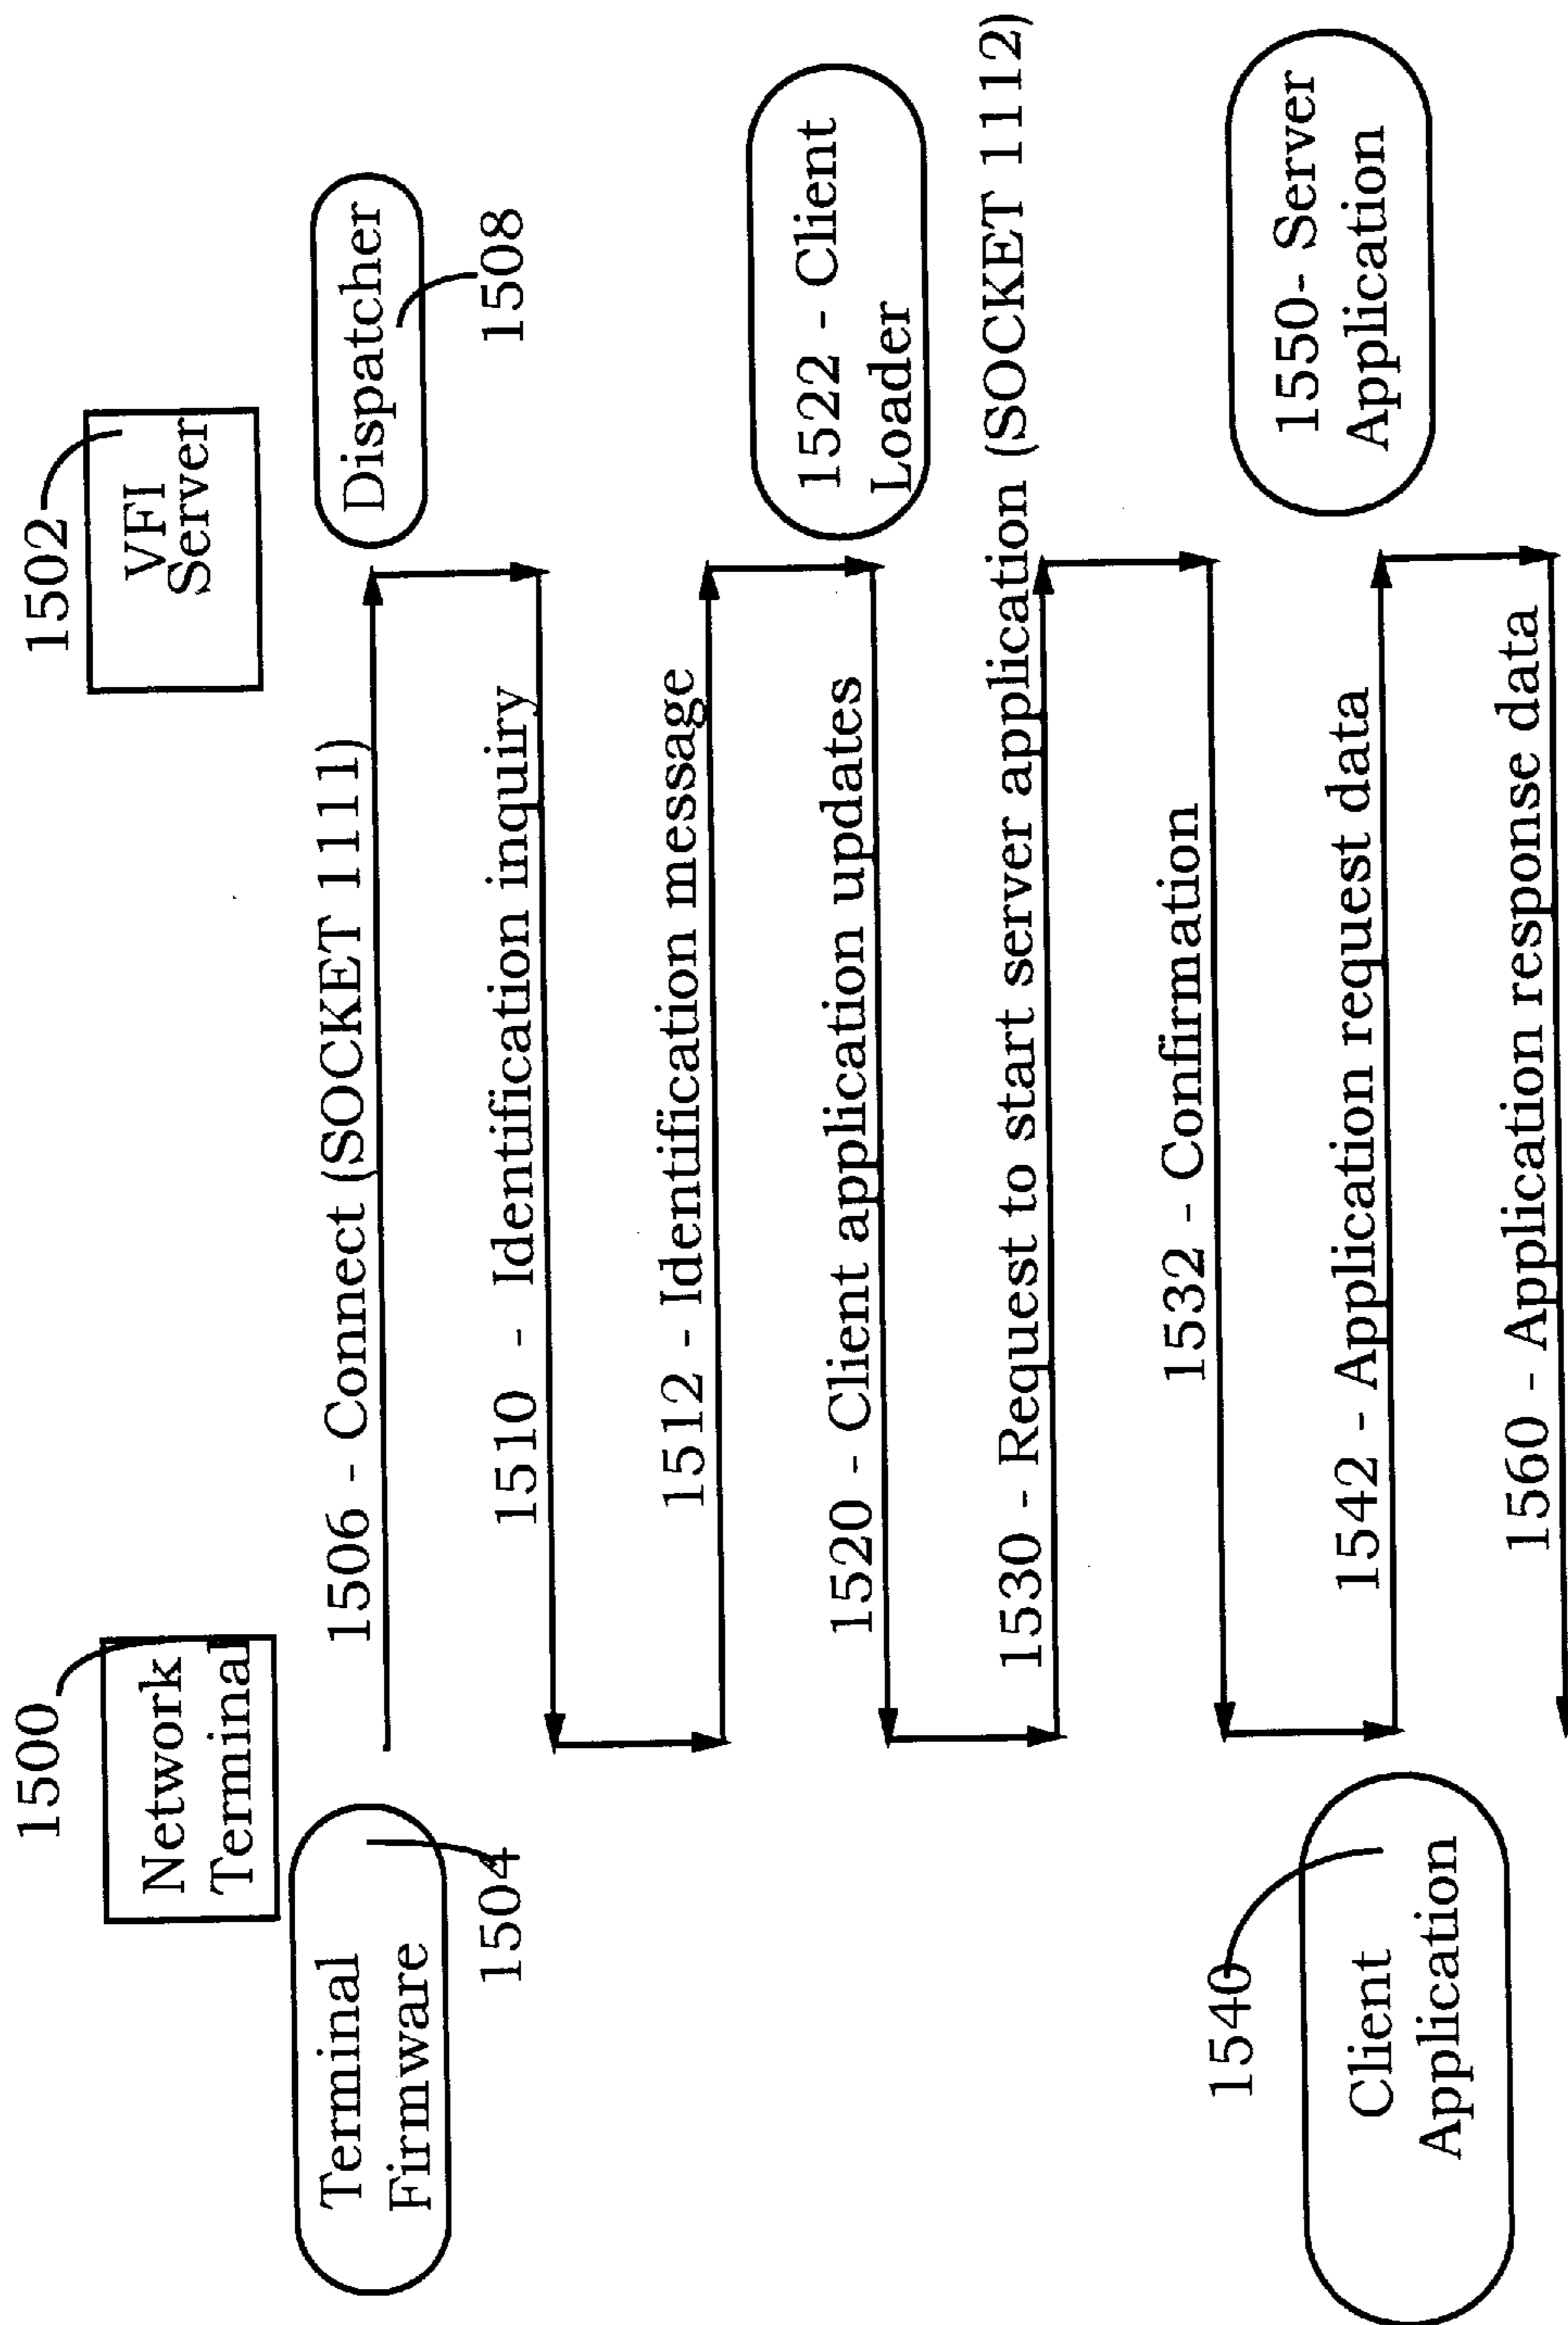 1500
Network
Terminal
1502
VFI
Server
Terminal
Firmware
1504
1506 - Connect (SOCKET 1111)
Dispatcher
1508
1510 - Identification inquiry
1512 - Identification message
1520 - Client application updates
1522 - Client
Loader
1530 - Request to start server application (SOCKET 1112)
1532 - Confirmation
1540
Client
Application
1542 - Application request data
1550- Server
Application
1560 - Application response data